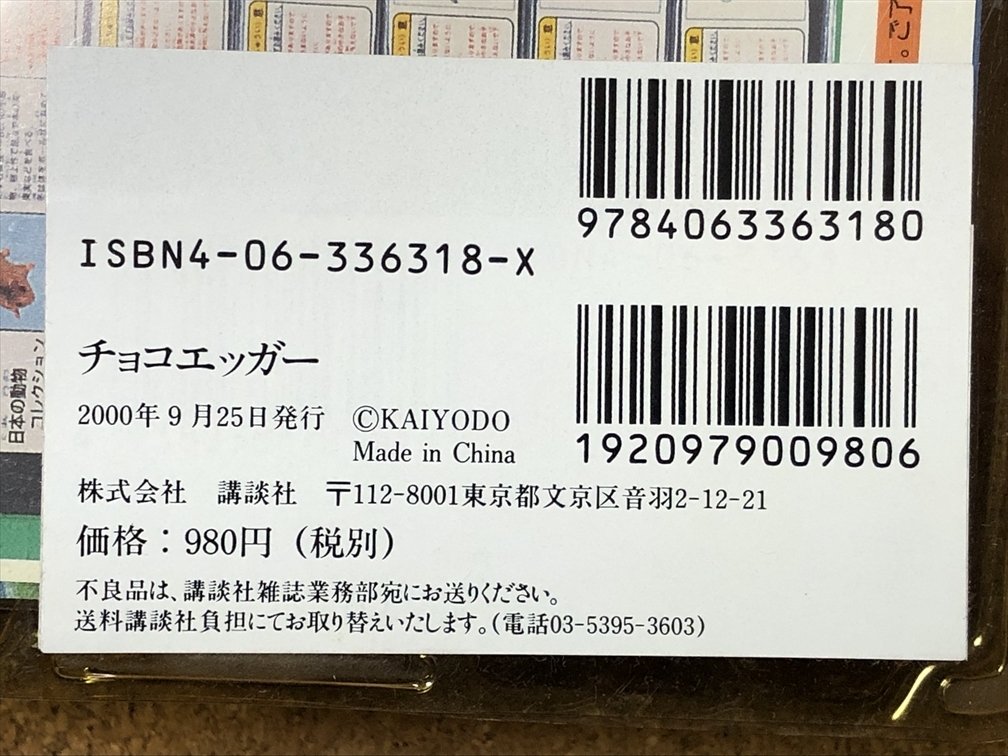 9784063363180
ISBN4-06-336318-X
チョコエッガー
2000年9月25日発行 ©KAIYODO
Made in China
1920979009806
株式会社 講談社 〒112-8001東京都文京区音羽2-12-21
価格：980円（税別）
不良品は、講談社雑誌業務部宛にお送りください。
送料講談社負担にてお取り替えいたします。（電話03-5395-3603）
日本の動物
コレクション